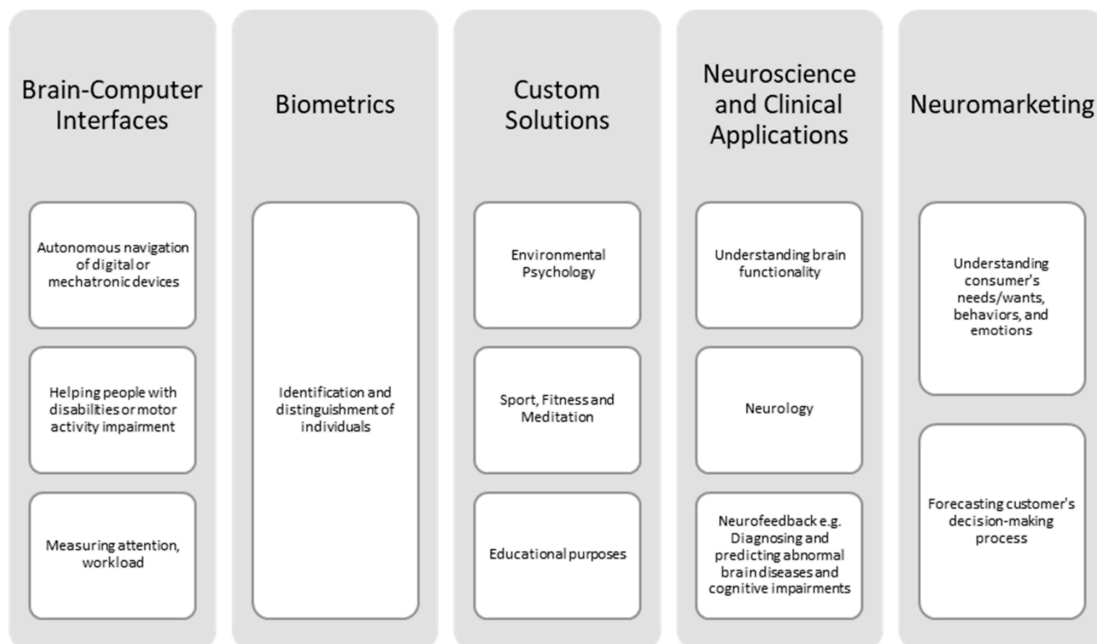 Brain-Computer
Interfaces
Autonomous navigation
of digital or
mechatronic devices
Helping people with
disabilities or motor
activity impairment
Measuring attention,
workload
Biometrics
Identification and
distinguishment of
individuals
Custom
Solutions
Environmental
Psychology
Sport, Fitness and
Meditation
Educational purposes
Neuroscience
and Clinical
Applications
Understanding brain
functionality
Neurology
Neurofeedback e.g.
Diagnosing and
predicting abnormal
brain diseases and
cognitive impairments
Neuromarketing
Understanding
consumer's
needs/wants,
behaviors, and
emotions
Forecasting customer's
decision-making
process